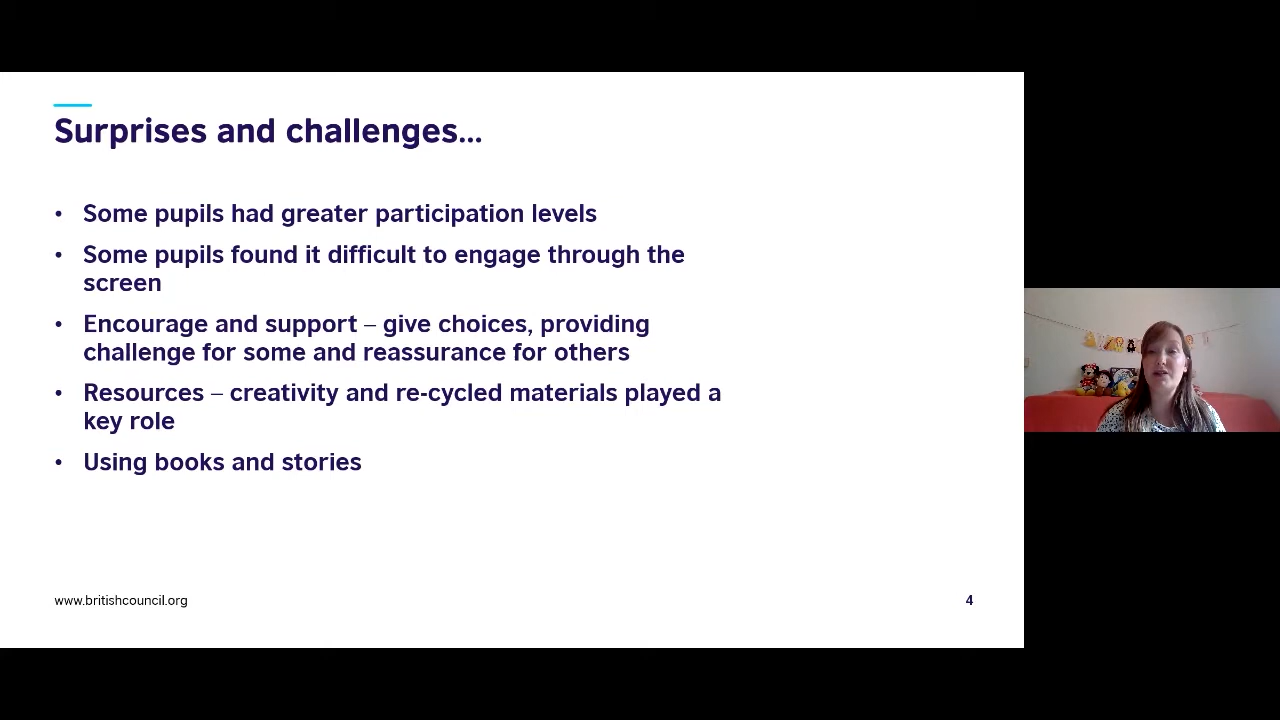 Surprises and challenges...
• Some pupils had greater participation levels
• Some pupils found it difficult to engage through the
screen
• Encourage and support – give choices, providing
challenge for some and reassurance for others
• Resources – creativity and re-cycled materials played a
key role
• Using books and stories
www.britishcouncil.org
4